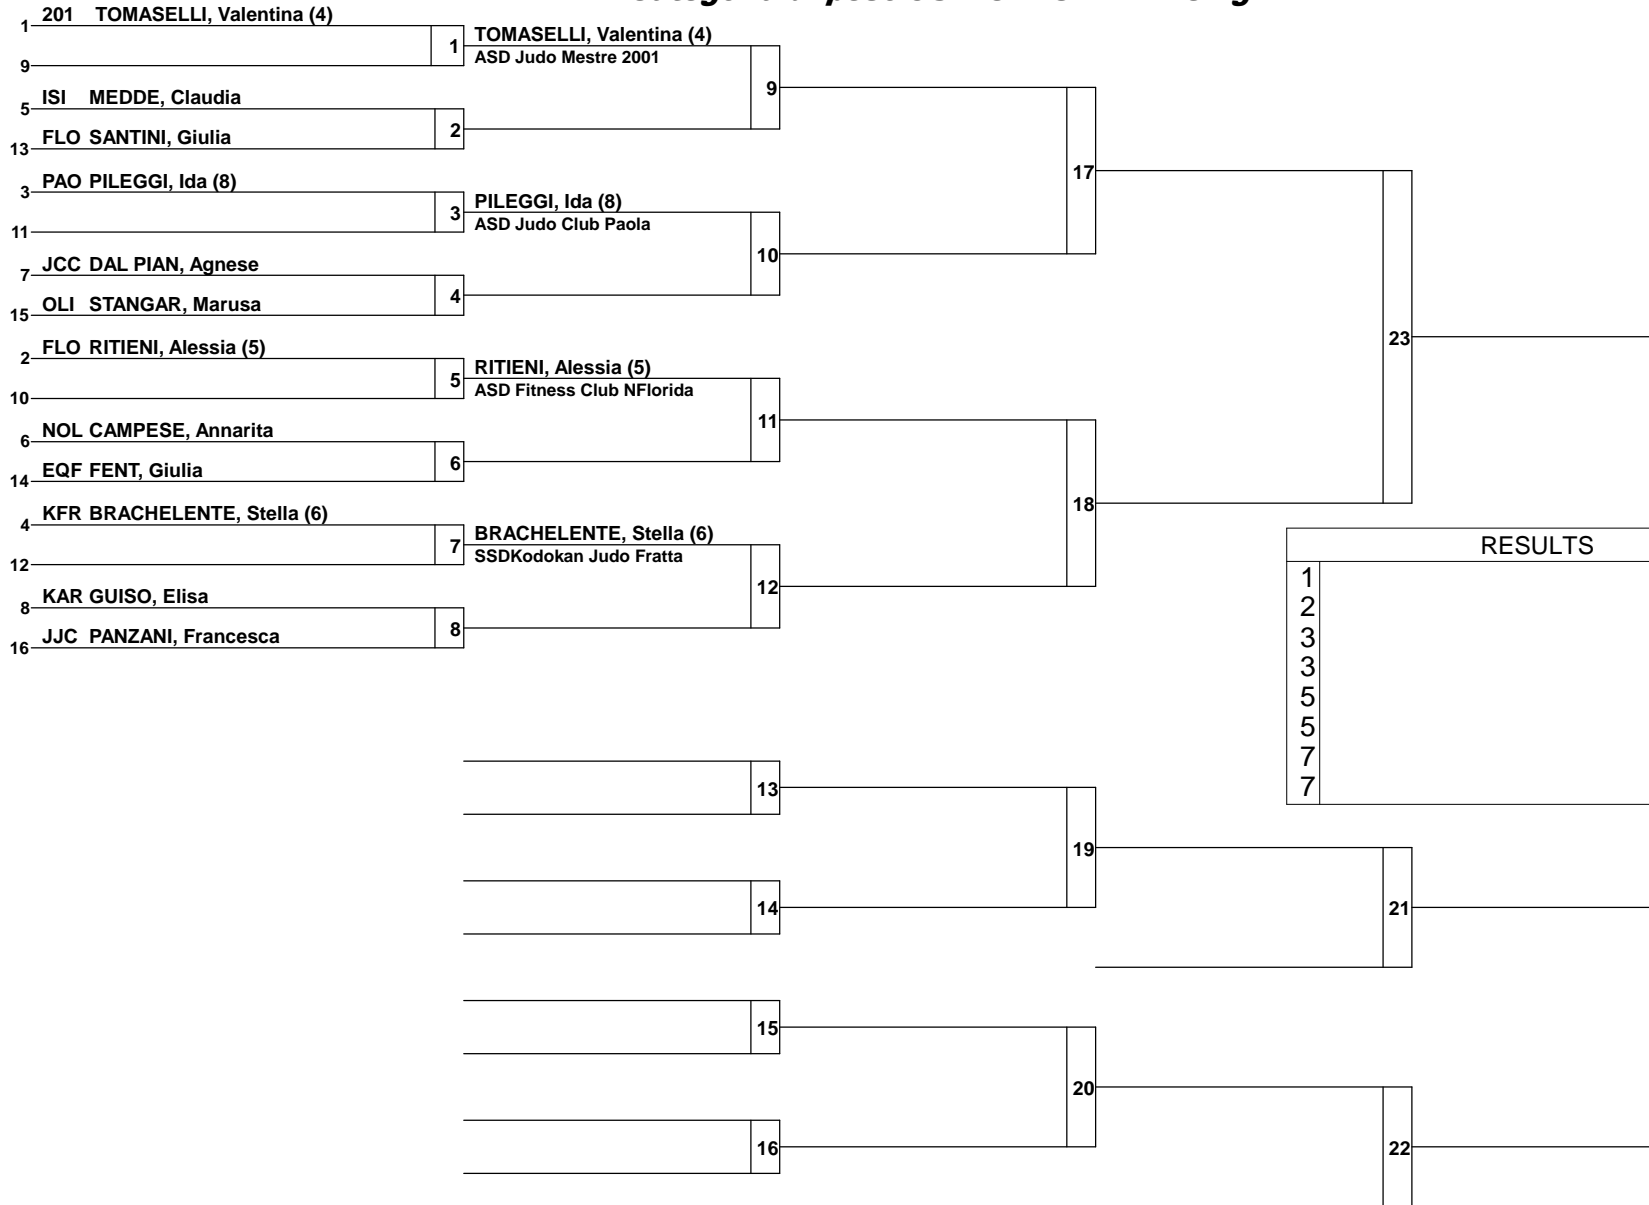 201 TOMASELLI, Valentina (4)
1
1
TOMASELLI, Valentina (4)
ASD Judo Mestre 2001
9
9
ISI MEDDE, Claudia
5
2
FLO SANTINI, Giulia
13
17
PAO PILEGGI, Ida (8)
3
3
PILEGGI, Ida (8)
ASD Judo Club Paola
11
10
JCC DAL PIAN, Agnese
7
4
OLI STANGAR, Marusa
15
23
FLO RITIENI, Alessia (5)
2
5
RITIENI, Alessia (5)
ASD Fitness Club NFlorida
10
11
NOL CAMPESE, Annarita
6
6
EQF FENT, Giulia
14
18
KFR BRACHELENTE, Stella (6)
4
7
BRACHELENTE, Stella (6)
SSDKodokan Judo Fratta
12
12
KAR GUISO, Elisa
8
8
JJC PANZANI, Francesca
16
RESULTS
1
2
3
3
5
5
7
7
13
19
14
21
15
20
16
22